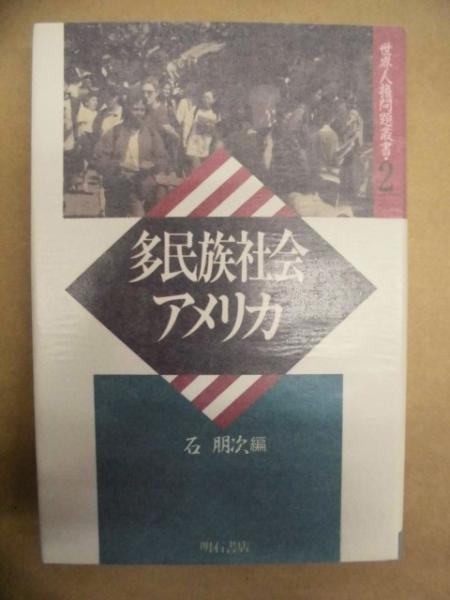 世界人権問題叢書・2
多民族社会
アメリカ
石 朋次編
明石書店